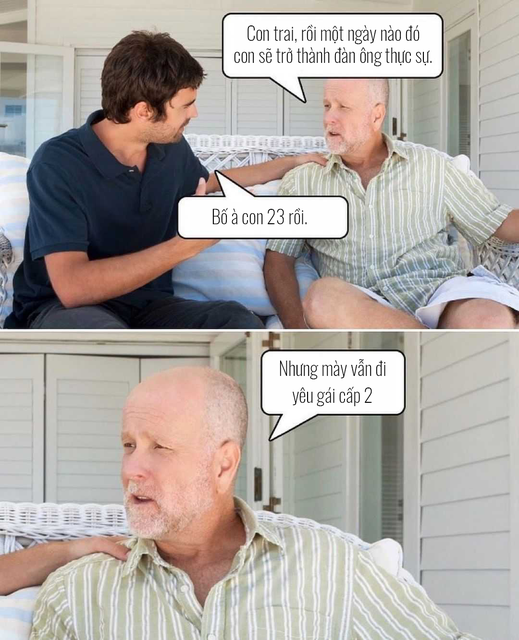 Con trai, rồi một ngày nào đó
con sẽ trở thành đàn ông thực sự.
Bố à con 23 rồi.
Nhưng mày vẫn đi
yêu gái cấp 2